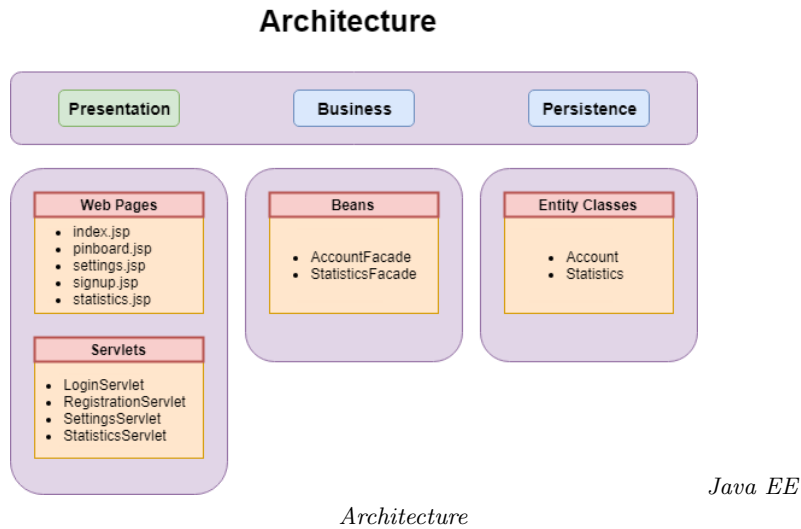 Architecture
Presentation
Business
Persistence
Web Pages
• index.jsp
• pinboard.jsp
• settings.jsp
• signup.jsp
• statistics.jsp
Servlets
• LoginServlet
• RegistrationServlet
• SettingsServlet
• StatisticsServlet
Beans
• AccountFacade
• StatisticsFacade
Entity Classes
• Account
• Statistics
Java EE
Architecture